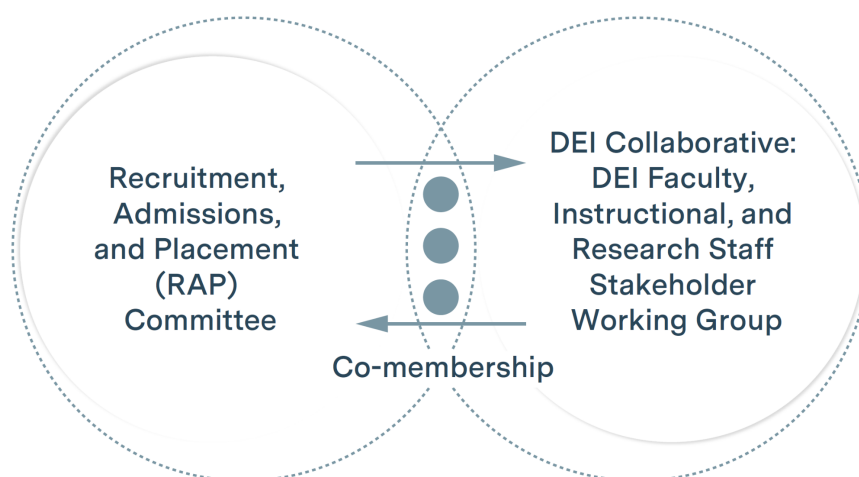 Recruitment,
Admissions,
and Placement
(RAP)
Committee
DEI Collaborative:
DEI Faculty,
Instructional, and
Research Staff
Stakeholder
Working Group
Co-membership